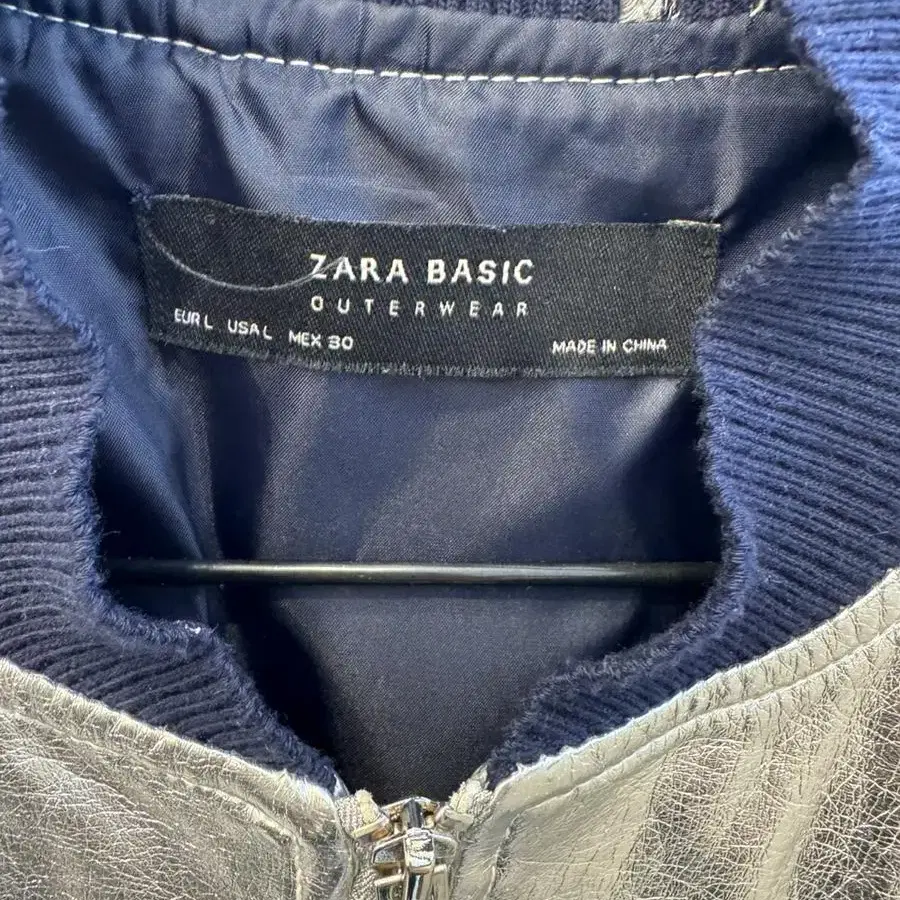 ZARA BASIC
OUTERWEAR
EUR L USA L MEX 30
MADE IN CHINA